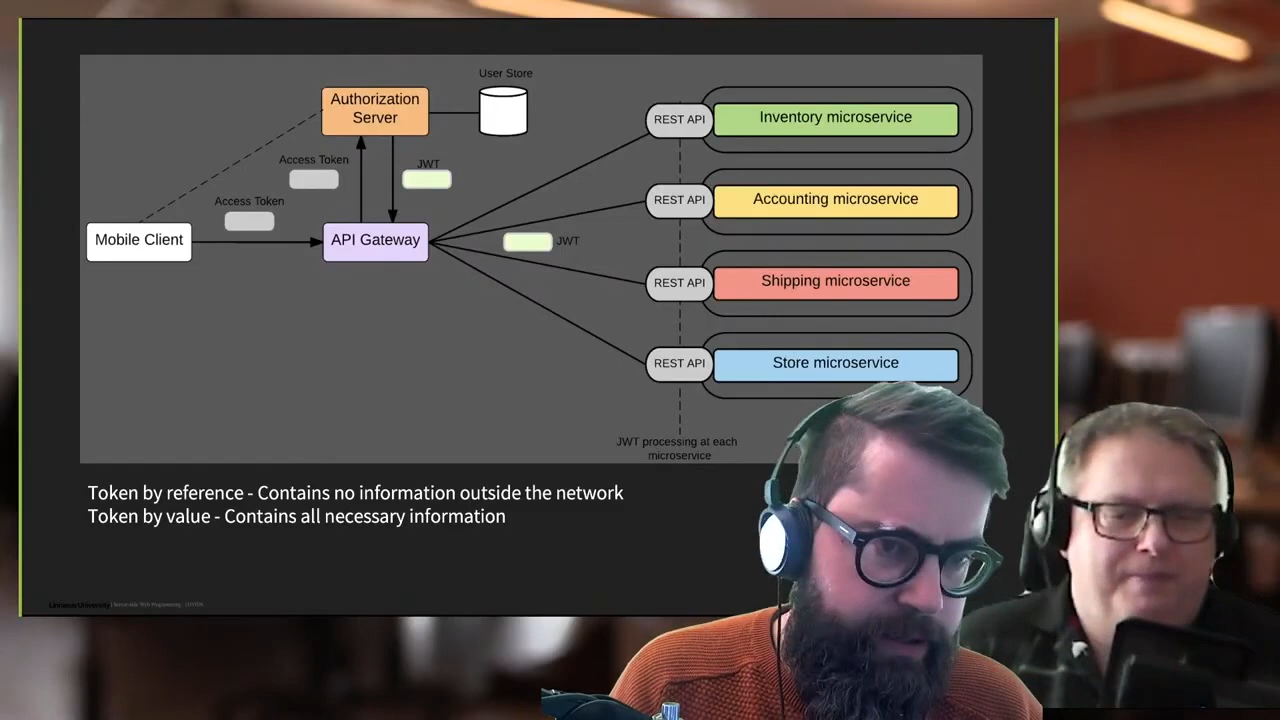 User Store
Authorization
Server
Access Token
JWT
Access Token
Mobile Client
API Gateway
JWT
REST API
Inventory microservice
REST API
Accounting microservice
REST API
Shipping microservice
REST API
Store microservice
JWT processing at each
microservice
Token by reference - Contains no information outside the network
Token by value - Contains all necessary information
Linnaeus University